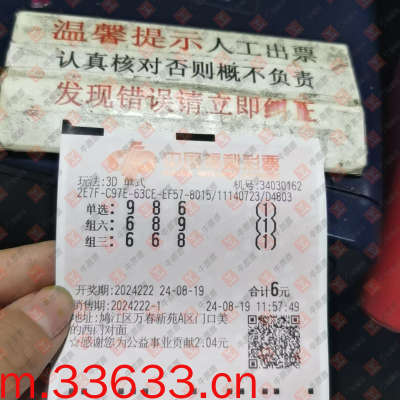 温馨提示人工出票
认真核对否则概不负责
发现错误请立即纠正
中国福利彩票
玩法:3D 单式 机号:34030162
2E7F-C97E-63CE-EF57-8015/11140723/D4803
单选: 9 8 6 (1)
组六: 6 8 9 (1)
组三: 6 6 8 (1)
开奖期:2024222 24-08-19 合计6元
销售期:2024222-1 24-08-19 11:57:49
地址:鸠江区万春新苑A区门口美
的西门对面
☆感谢您为公益事业贡献2.04元
m.33633.cn